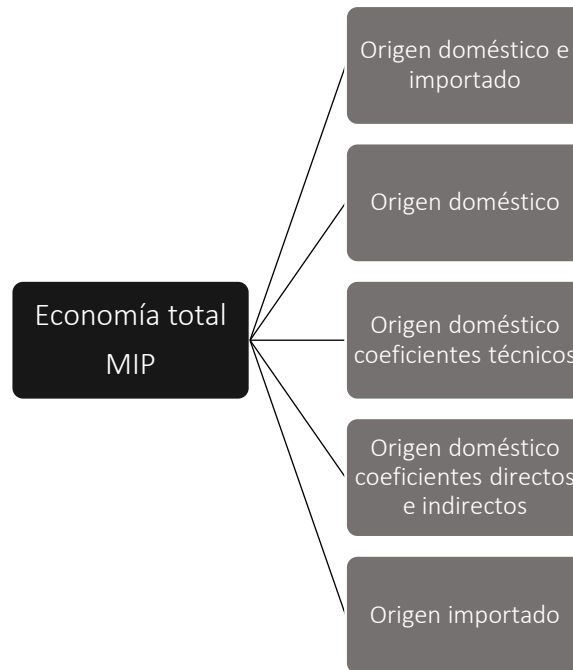 Origen doméstico e
importado
Origen doméstico
Economía total
MIP
Origen doméstico
coeficientes técnicos
Origen doméstico
coeficientes directos
e indirectos
Origen importado